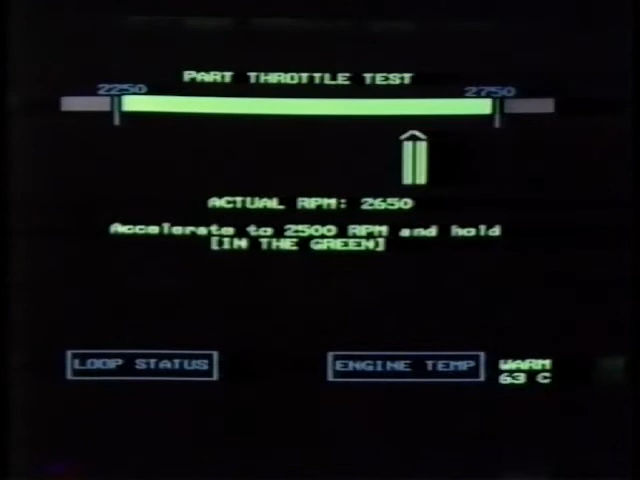 PART THROTTLE TEST
2250 2750
ACTUAL RPM: 2650
Accelerate to 2500 RPM and hold
[IN THE GREEN]
LOOP STATUS ENGINE TEMP WARM
63 C